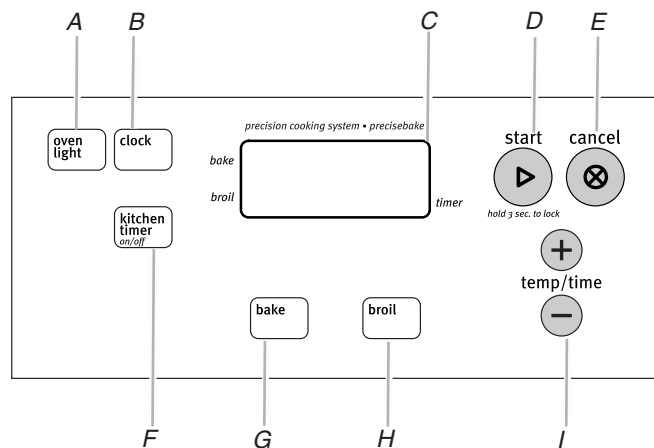 A
B
C
D
E
precision cooking system • precisebake
oven
light
clock
bake
broil
timer
start
cancel
hold 3 sec. to lock
kitchen
timer
on/off
+
temp/time
−
bake
broil
F
G
H
I